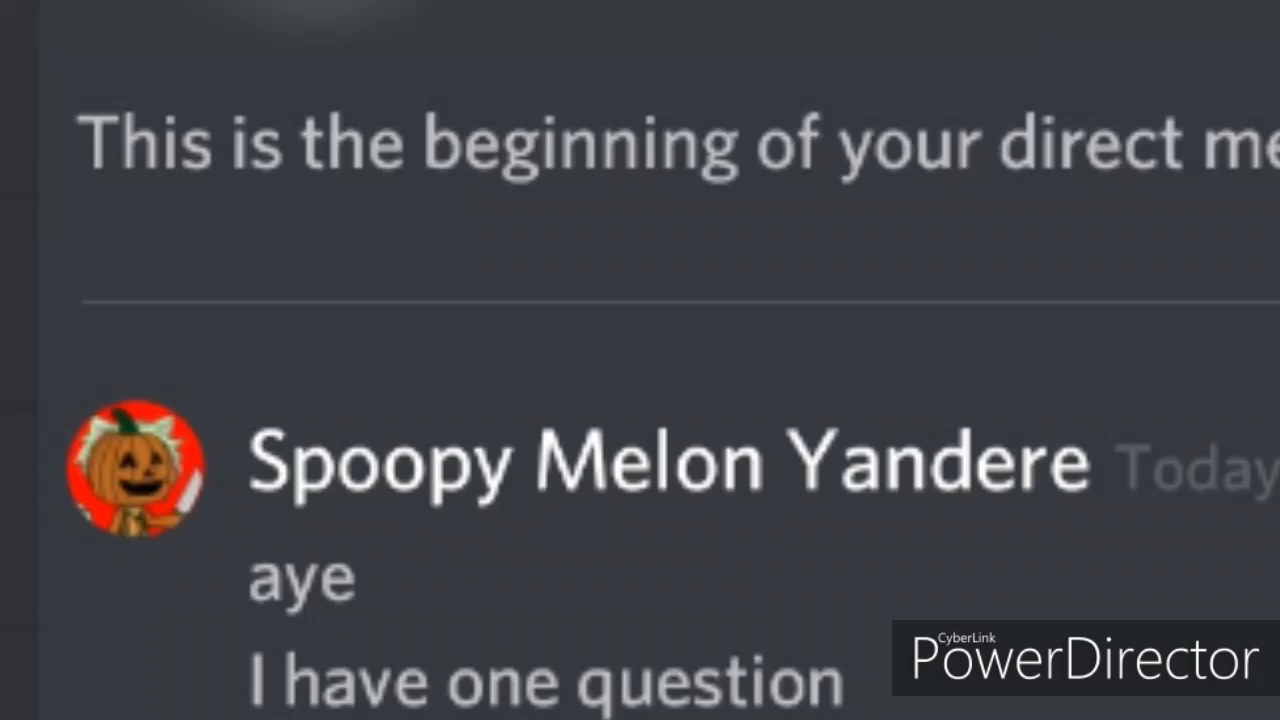 This is the beginning of your direct me
Spoopy Melon Yandere Today
aye
I have one question
CyberLink
PowerDirector